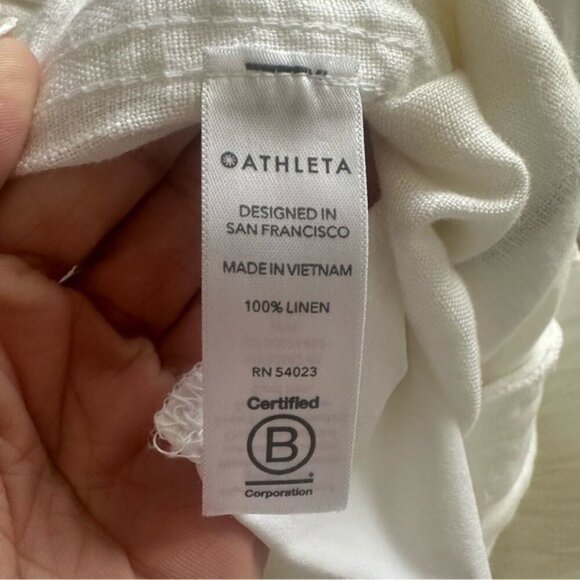 ATHLETA
DESIGNED IN
SAN FRANCISCO
MADE IN VIETNAM
100% LINEN
RN 54023
Certified
B
Corporation